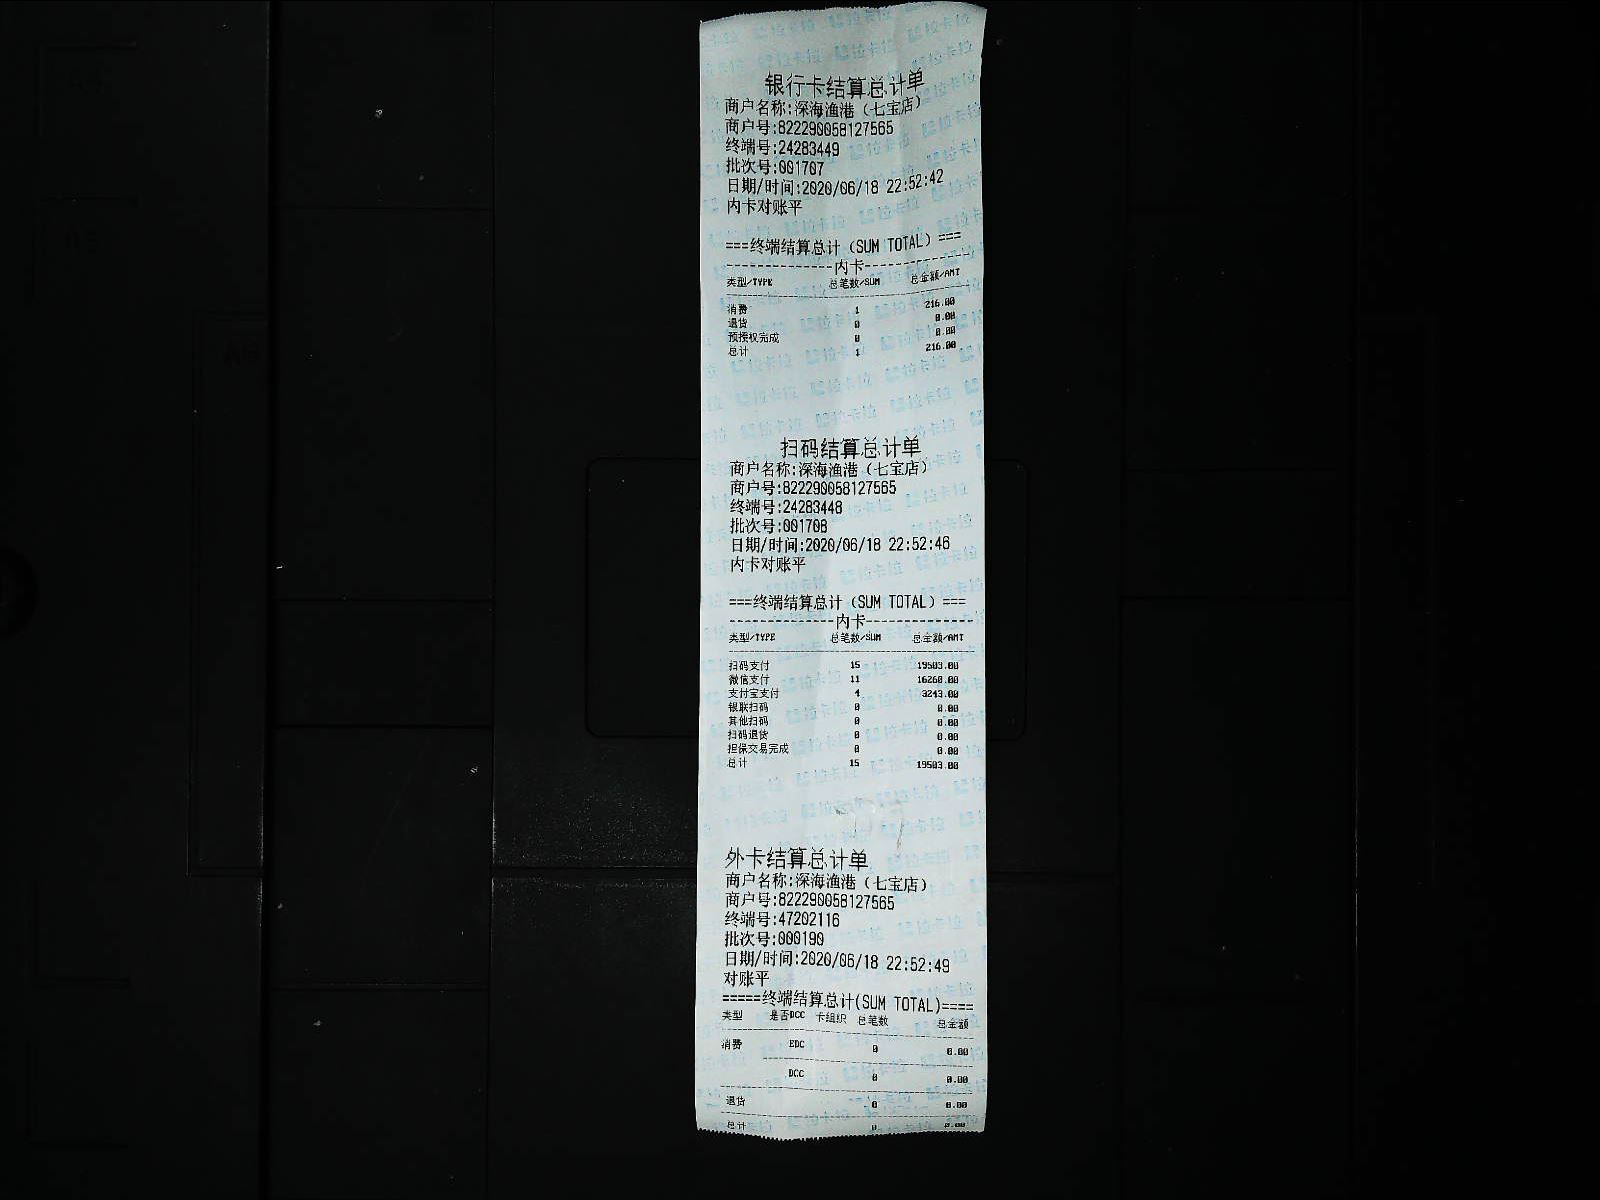 银行卡结算总计单
商户名称:深海渔港（七宝店）
商户号:822290058127565
终端号:24283449
批次号:001707
日期/时间:2020/06/18 22:52:42
内卡对账平
===终端结算总计（SUM TOTAL）===
--------------内卡--------------
类型/TYPE 总笔数/SUM 总金额/AMT
消费 1 216.00
退货 0 0.00
预授权完成 0 0.00
总计 1 216.00
扫码结算总计单
商户名称:深海渔港（七宝店）
商户号:822290058127565
终端号:24283448
批次号:001708
日期/时间:2020/06/18 22:52:46
内卡对账平
===终端结算总计（SUM TOTAL）===
--------------内卡--------------
类型/TYPE 总笔数/SUM 总金额/AMT
扫码支付 15 19503.00
微信支付 11 16260.00
支付宝支付 4 3243.00
银联扫码 0 0.00
其他扫码 0 0.00
扫码退货 0 0.00
担保交易完成 0 0.00
总计 15 19503.00
外卡结算总计单
商户名称:深海渔港（七宝店）
商户号:822290058127565
终端号:47202116
批次号:000190
日期/时间:2020/06/18 22:52:49
对账平
=====终端结算总计(SUM TOTAL)====
类型 是否DCC 卡组织 总笔数 总金额
消费 EDC 0 0.00
DCC 0 0.00
退货 0 0.00
总计 0 0.00